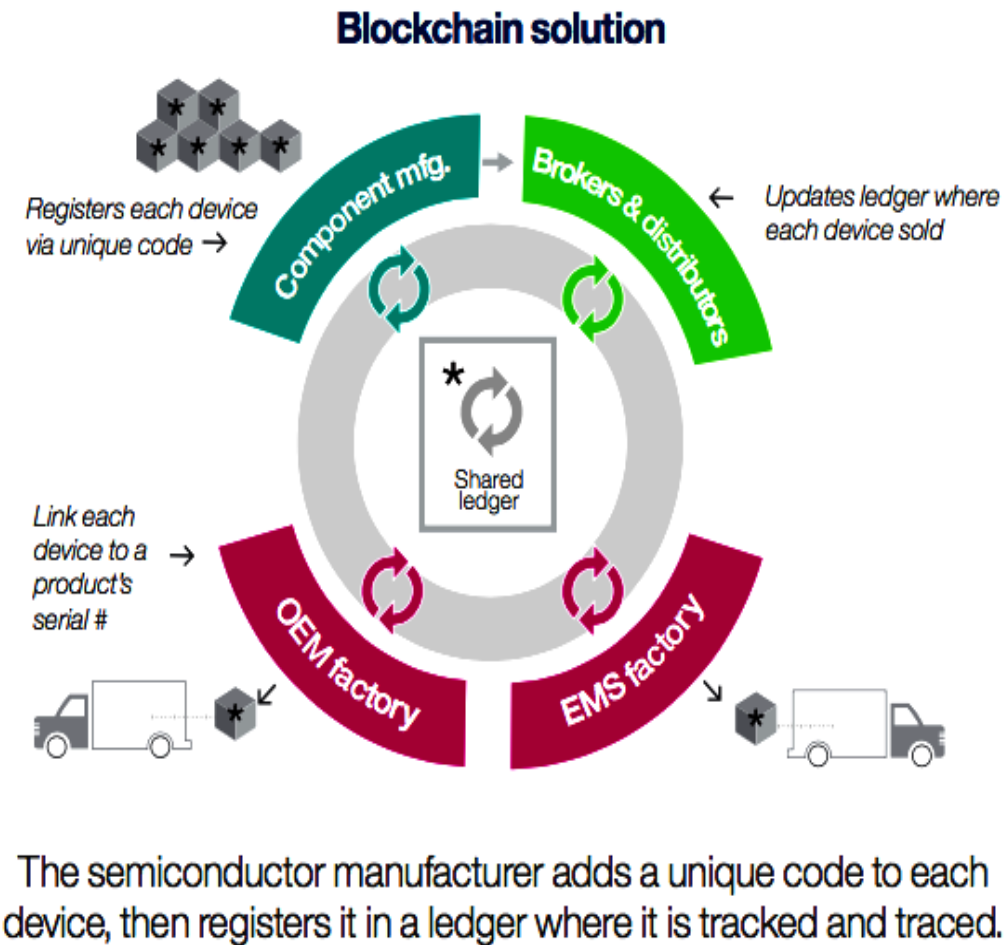 Blockchain solution
*
*
*
*
*
*
Component mfg.
Brokers & distributors
Registers each device
via unique code
Updates ledger where
each device sold
*
Shared
ledger
Link each
device to a
product's
serial #
OEM factory
EMS factory
*
*
The semiconductor manufacturer adds a unique code to each
device, then registers it in a ledger where it is tracked and traced.